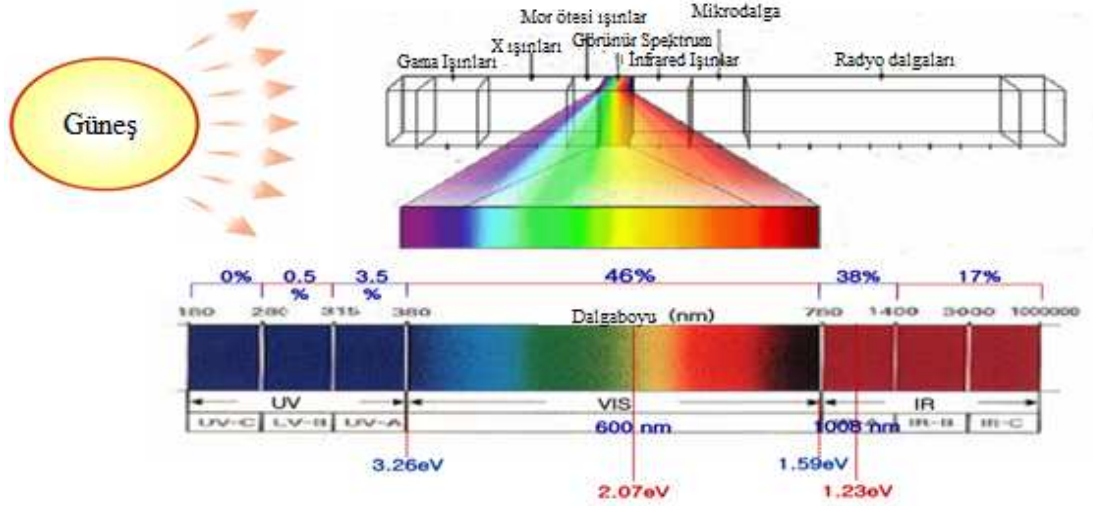 Mikrodalga
Mor ötesi ışınlar
X ışınları
Görünür Spektrum
Gama Işınları
İnfrared Işınlar
Radyo dalgaları
Güneş
0% 0.5 % 3.5 % 46% 38% 17%
280 315 380 Dalgaboyu (nm) 780 1400 3000 1000000
UV VIS IR
UV-C UV-A 600 nm 1008 nm IR-B IR-C
3.26eV 1.59eV
2.07eV 1.23eV